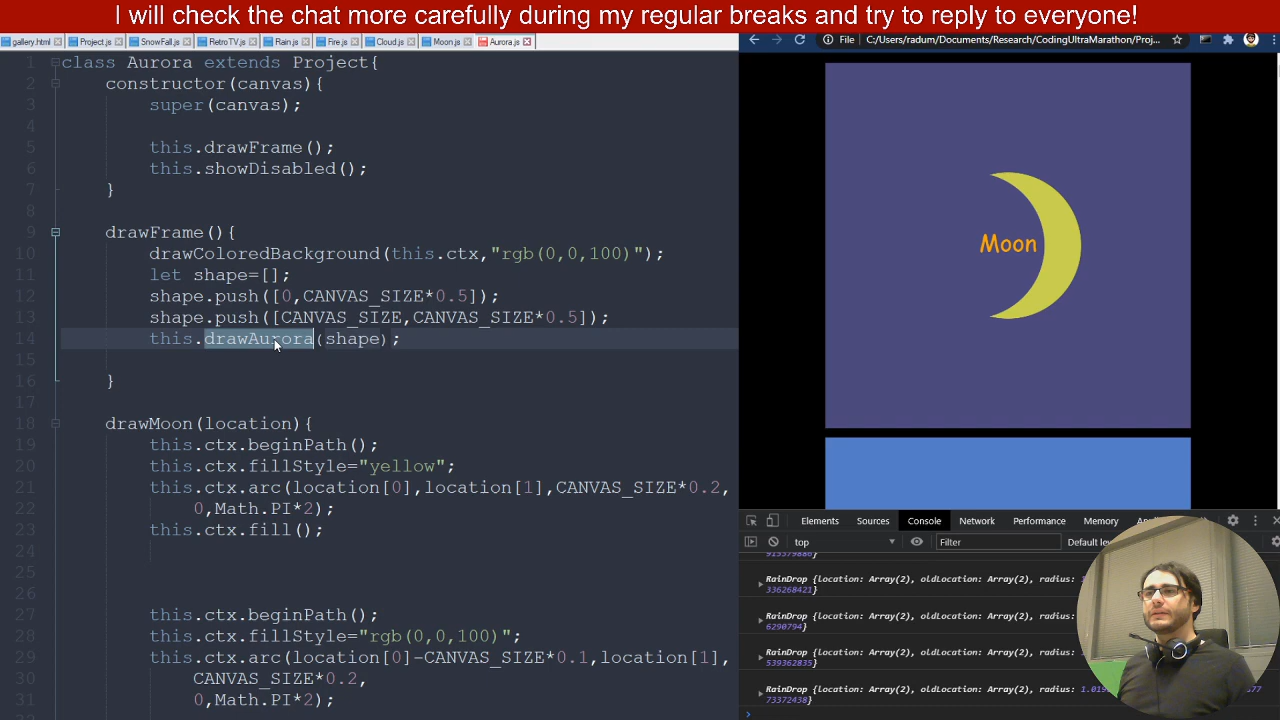 I will check the chat more carefully during my regular breaks and try to reply to everyone!
gallery.html Project.js SnowFall.js RetroTV.js Rain.js Fire.js Cloud.js Moon.js Aurora.js
File C:/Users/radum/Documents/Research/CodingUltraMarathon/Proj...
1 class Aurora extends Project{
2 constructor(canvas){
3 super(canvas);
4
5 this.drawFrame();
6 this.showDisabled();
7 }
8
9 drawFrame(){
10 drawColoredBackground(this.ctx,"rgb(0,0,100)");
11 let shape=[];
12 shape.push([0,CANVAS_SIZE*0.5]);
13 shape.push([CANVAS_SIZE,CANVAS_SIZE*0.5]);
14 this.drawAurora(shape);
15
16 }
17
18 drawMoon(location){
19 this.ctx.beginPath();
20 this.ctx.fillStyle="yellow";
21 this.ctx.arc(location[0],location[1],CANVAS_SIZE*0.2,
22 0,Math.PI*2);
23 this.ctx.fill();
24
25
26
27 this.ctx.beginPath();
28 this.ctx.fillStyle="rgb(0,0,100)";
29 this.ctx.arc(location[0]-CANVAS_SIZE*0.1,location[1],
30 CANVAS_SIZE*0.2,
31 0,Math.PI*2);
Moon
Elements Sources Console Network Performance Memory
top Filter Default
RainDrop {location: Array(2), oldLocation: Array(2), radius:
336268421}
RainDrop {location: Array(2), oldLocation: Array(2), radius:
6290794}
RainDrop {location: Array(2), oldLocation: Array(2), radius:
539362835}
RainDrop {location: Array(2), oldLocation: Array(2), radius:
73372438}